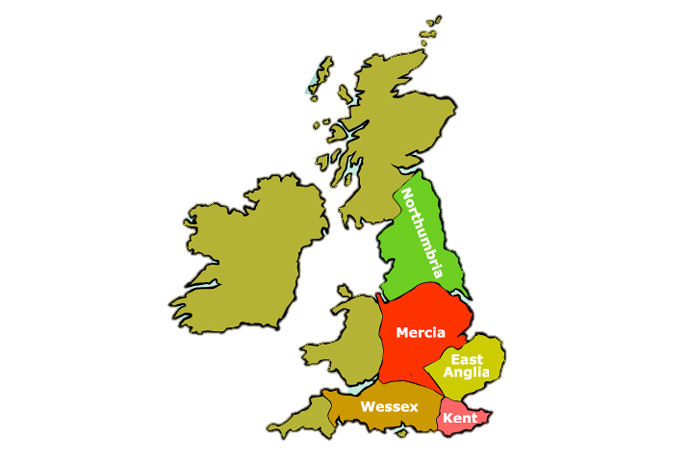 Northumbria
Mercia
East
Anglia
Wessex
Kent